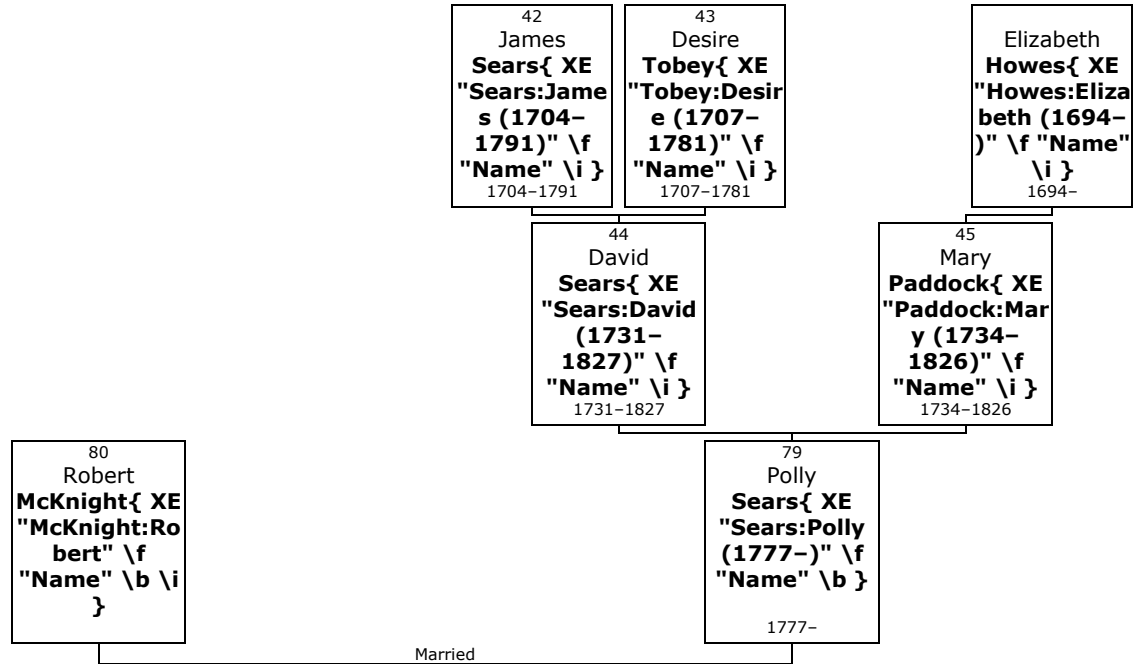 42
James
Sears{ XE
"Sears:Jame
s (1704–
1791)" \f
"Name" \i }
1704–1791
43
Desire
Tobey{ XE
"Tobey:Desir
e (1707–
1781)" \f
"Name" \i }
1707–1781
Elizabeth
Howes{ XE
"Howes:Eliza
beth (1694–
)" \f "Name"
\i }
1694–
44
David
Sears{ XE
"Sears:David
(1731–
1827)" \f
"Name" \i }
1731–1827
45
Mary
Paddock{ XE
"Paddock:Mar
y (1734–
1826)" \f
"Name" \i }
1734–1826
80
Robert
McKnight{ XE
"McKnight:Ro
bert" \f
"Name" \b \i
}
79
Polly
Sears{ XE
"Sears:Polly
(1777–)" \f
"Name" \b }
1777–
Married